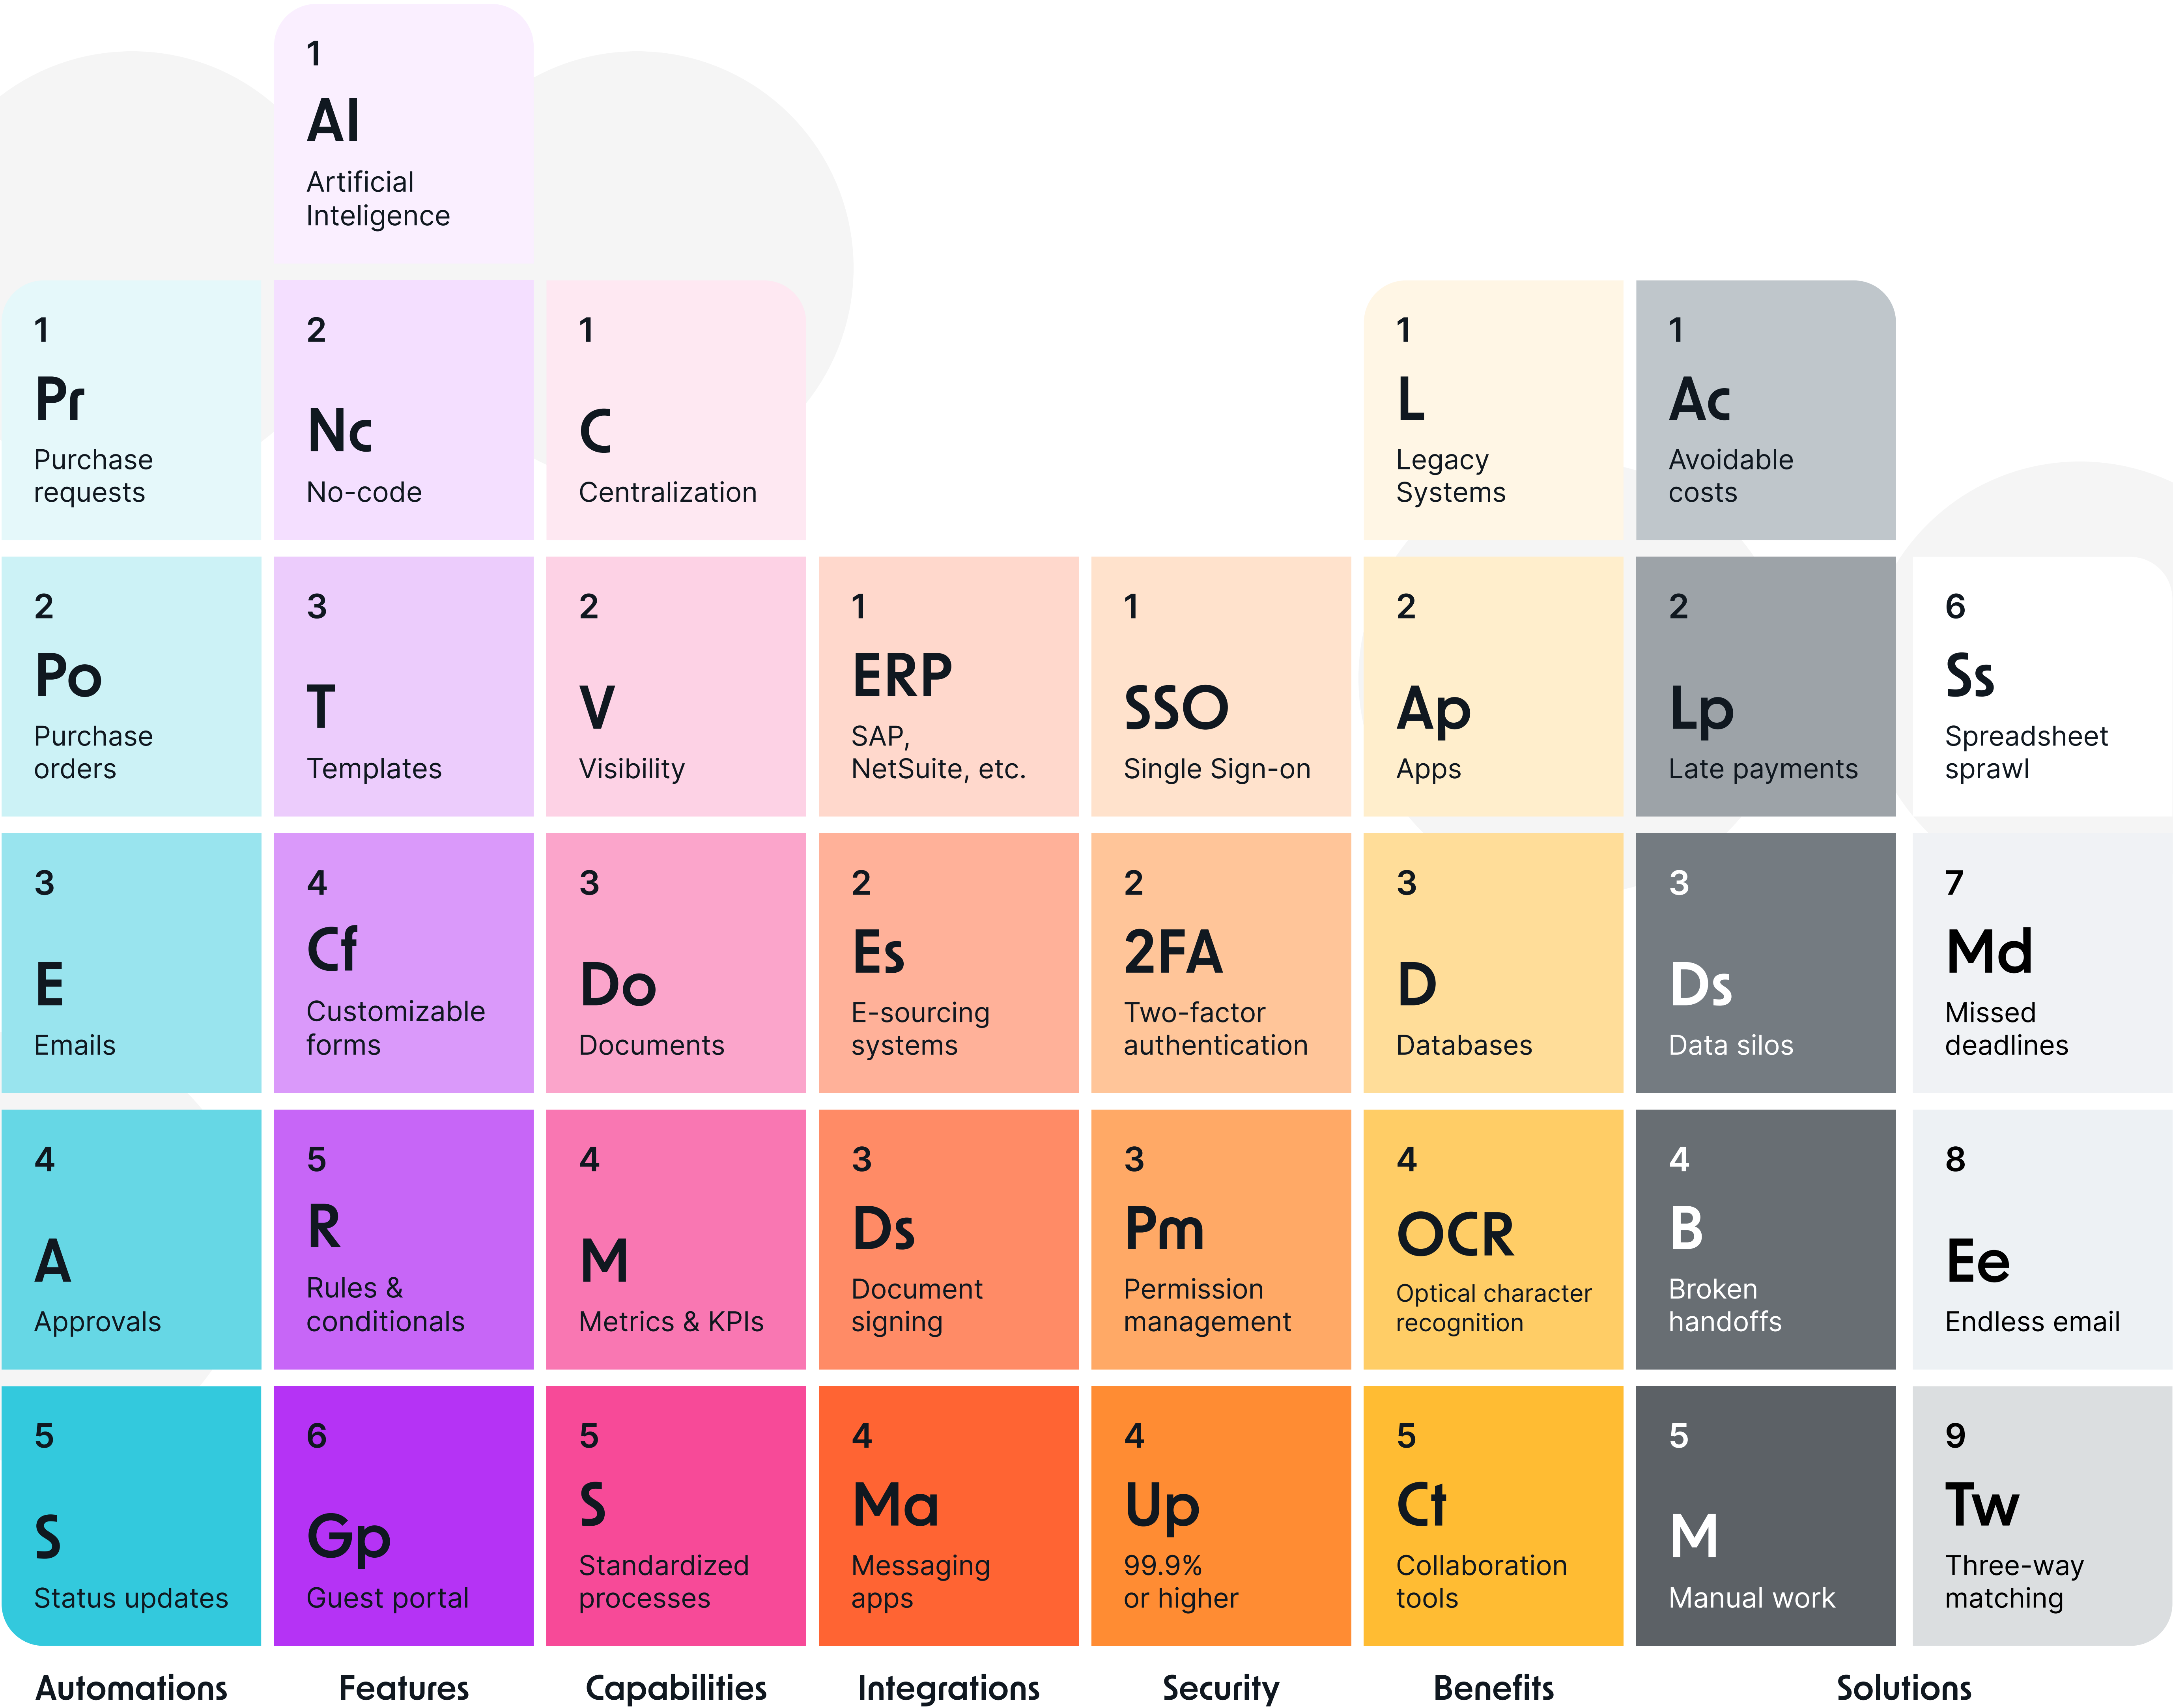 1
AI
Artificial
Inteligence
1
Pr
Purchase
requests
2
Nc
No-code
1
C
Centralization
1
L
Legacy
Systems
1
Ac
Avoidable
costs
2
Po
Purchase
orders
3
T
Templates
2
V
Visibility
1
ERP
SAP,
NetSuite, etc.
1
SSO
Single Sign-on
2
Ap
Apps
2
Lp
Late payments
6
Ss
Spreadsheet
sprawl
3
E
Emails
4
Cf
Customizable
forms
3
Do
Documents
2
Es
E-sourcing
systems
2
2FA
Two-factor
authentication
3
D
Databases
3
Ds
Data silos
7
Md
Missed
deadlines
4
A
Approvals
5
R
Rules &
conditionals
4
M
Metrics & KPIs
3
Ds
Document
signing
3
Pm
Permission
management
4
OCR
Optical character
recognition
4
B
Broken
handoffs
8
Ee
Endless email
5
S
Status updates
6
Gp
Guest portal
5
S
Standardized
processes
4
Ma
Messaging
apps
4
Up
99.9%
or higher
5
Ct
Collaboration
tools
5
M
Manual work
9
Tw
Three-way
matching
Automations
Features
Capabilities
Integrations
Security
Benefits
Solutions